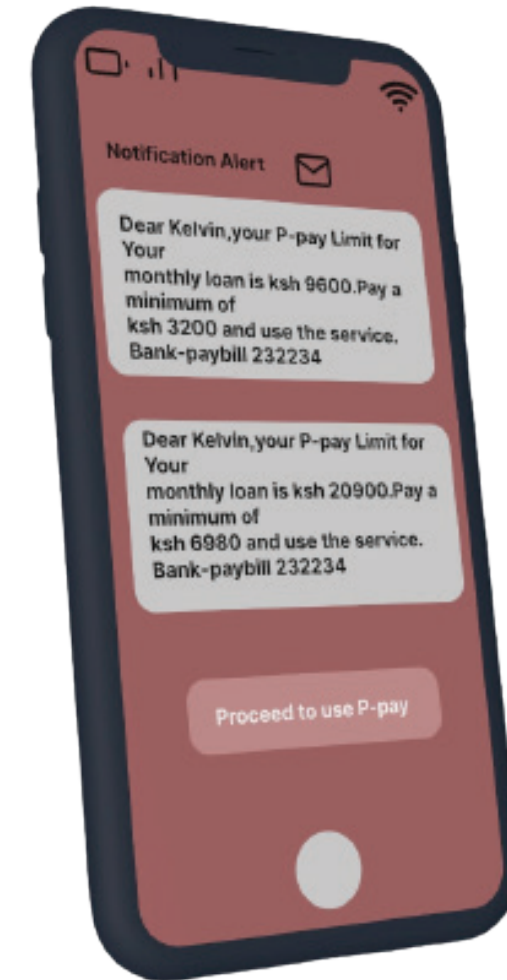 Notification Alert
Dear Kelvin,your P-pay Limit for
Your
monthly loan is ksh 9600.Pay a
minimum of
ksh 3200 and use the service.
Bank-paybill 232234
Dear Kelvin,your P-pay Limit for
Your
monthly loan is ksh 20900.Pay a
minimum of
ksh 6980 and use the service.
Bank-paybill 232234
Proceed to use P-pay